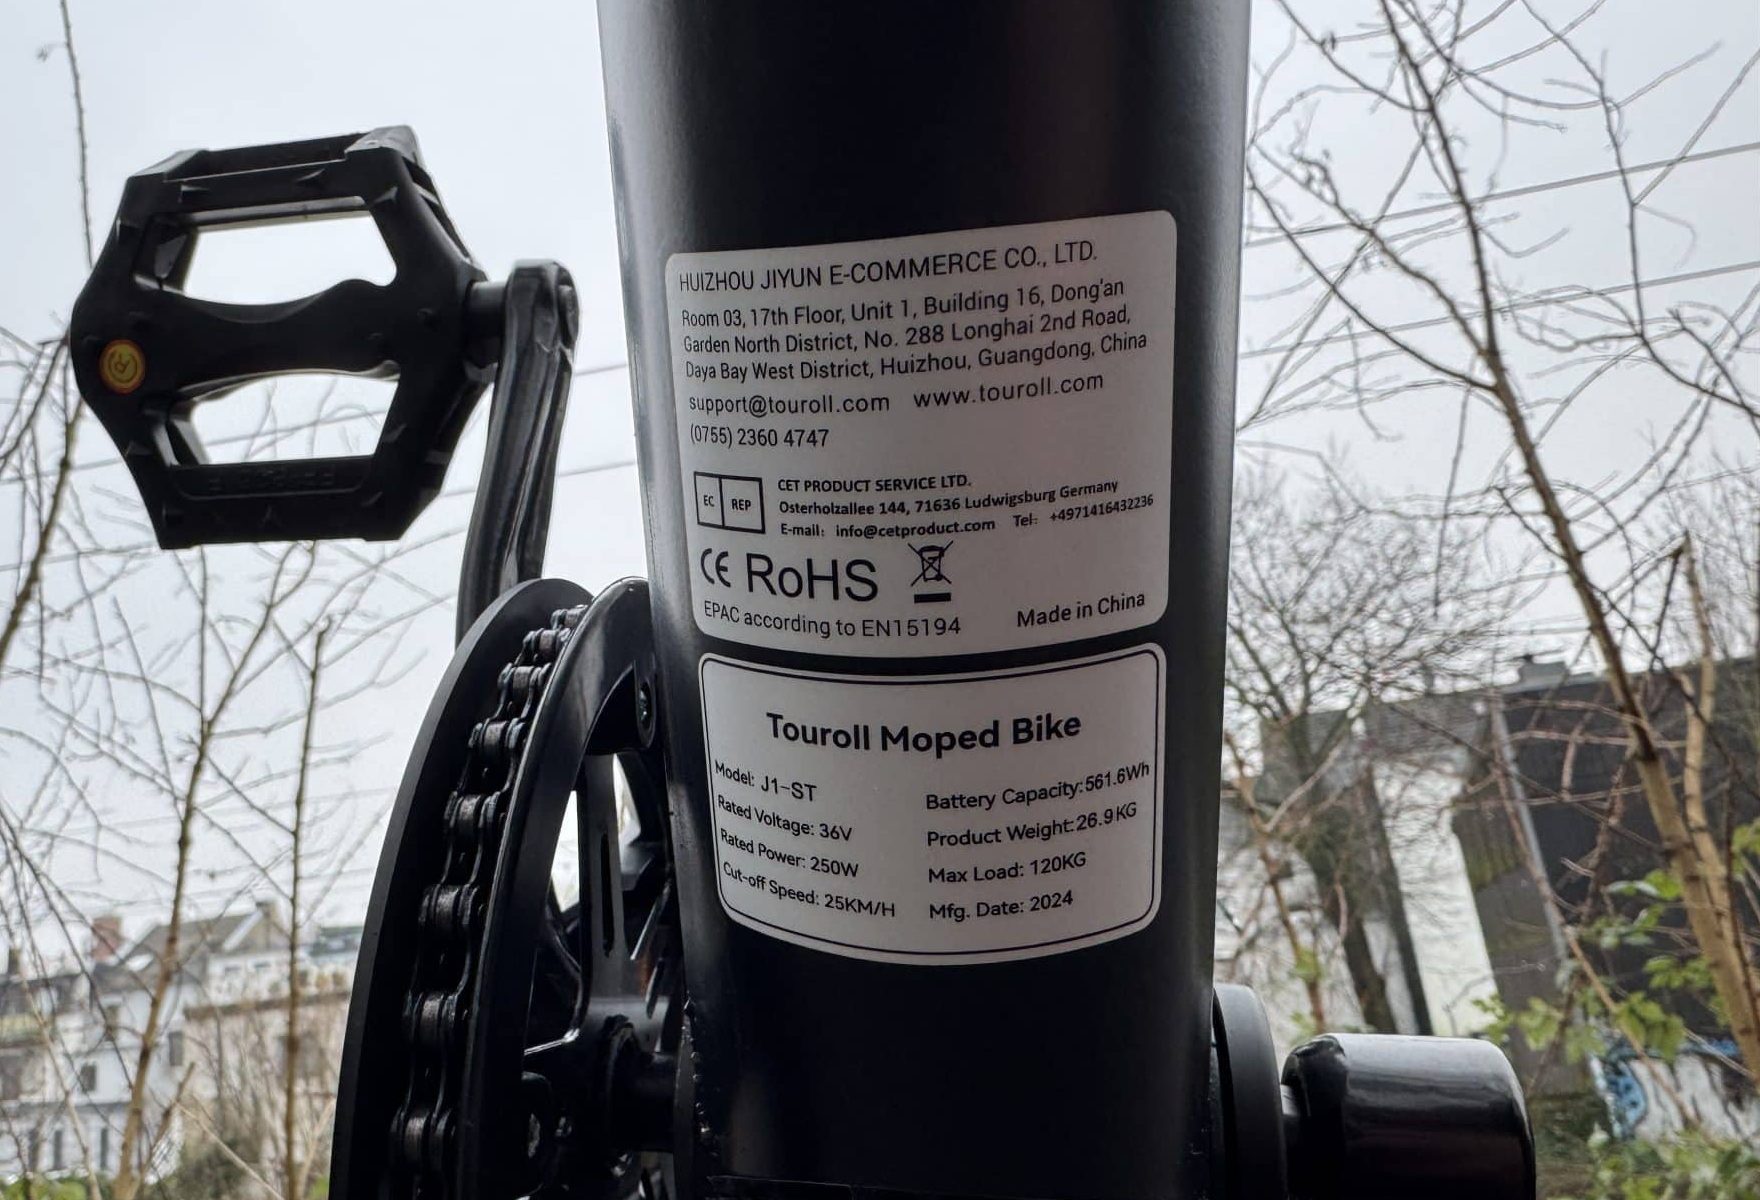 HUIZHOU JIYUN E-COMMERCE CO., LTD.
Room 03, 17th Floor, Unit 1, Building 16, Dong'an
Garden North District, No. 288 Longhai 2nd Road,
Daya Bay West District, Huizhou, Guangdong, China
support@touroll.com www.touroll.com
(0755) 2360 4747
EC REP
CET PRODUCT SERVICE LTD.
Osterholzallee 144, 71636 Ludwigsburg Germany
E-mail: info@cetproduct.com Tel: +4971416432236
CE RoHS
EPAC according to EN15194 Made in China
Touroll Moped Bike
Model: J1-ST
Rated Voltage: 36V
Rated Power: 250W
Cut-off Speed: 25KM/H
Battery Capacity: 561.6Wh
Product Weight: 26.9KG
Max Load: 120KG
Mfg. Date: 2024